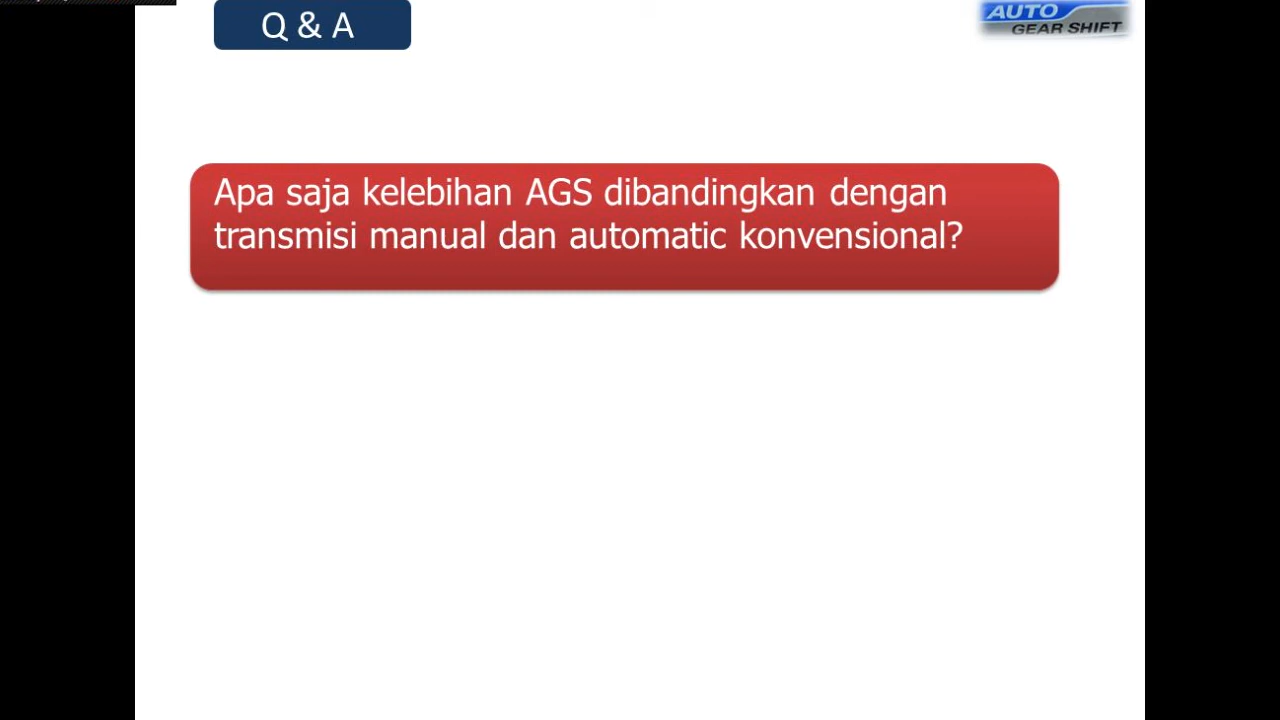 Q & A
AUTO
GEAR SHIFT
Apa saja kelebihan AGS dibandingkan dengan
transmisi manual dan automatic konvensional?